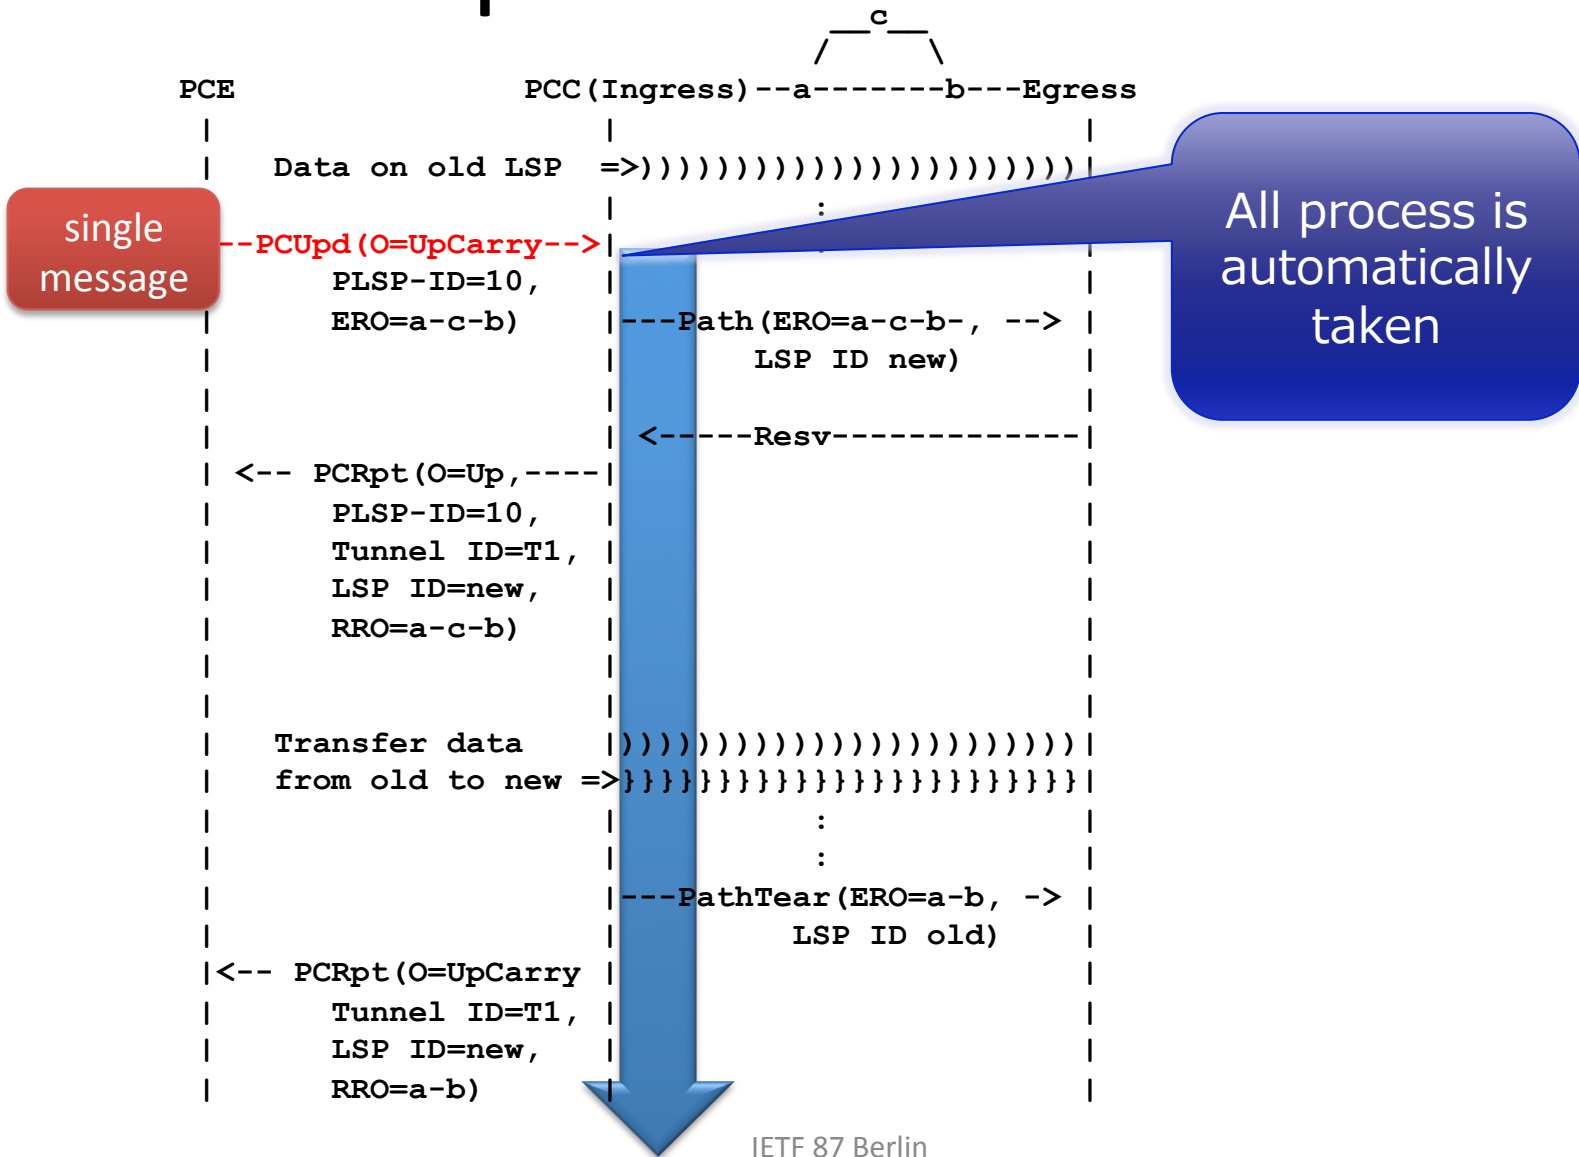 c
PCE PCC(Ingress)--a-------b---Egress
Data on old LSP =>)))))))))))))))))))))))
:
single
message
--PCUpd(O=UpCarry-->
PLSP-ID=10,
ERO=a-c-b)
All process is
automatically
taken
---Path(ERO=a-c-b-, -->
LSP ID new)
<-----Resv-------------
<-- PCRpt(O=Up,----
PLSP-ID=10,
Tunnel ID=T1,
LSP ID=new,
RRO=a-c-b)
Transfer data ))))))))))))))))))))))))
from old to new =>}}}}}}}}}}}}}}}}}}}}}}}}
:
:
---PathTear(ERO=a-b, ->
LSP ID old)
<-- PCRpt(O=UpCarry
Tunnel ID=T1,
LSP ID=new,
RRO=a-b)
IETF 87 Berlin